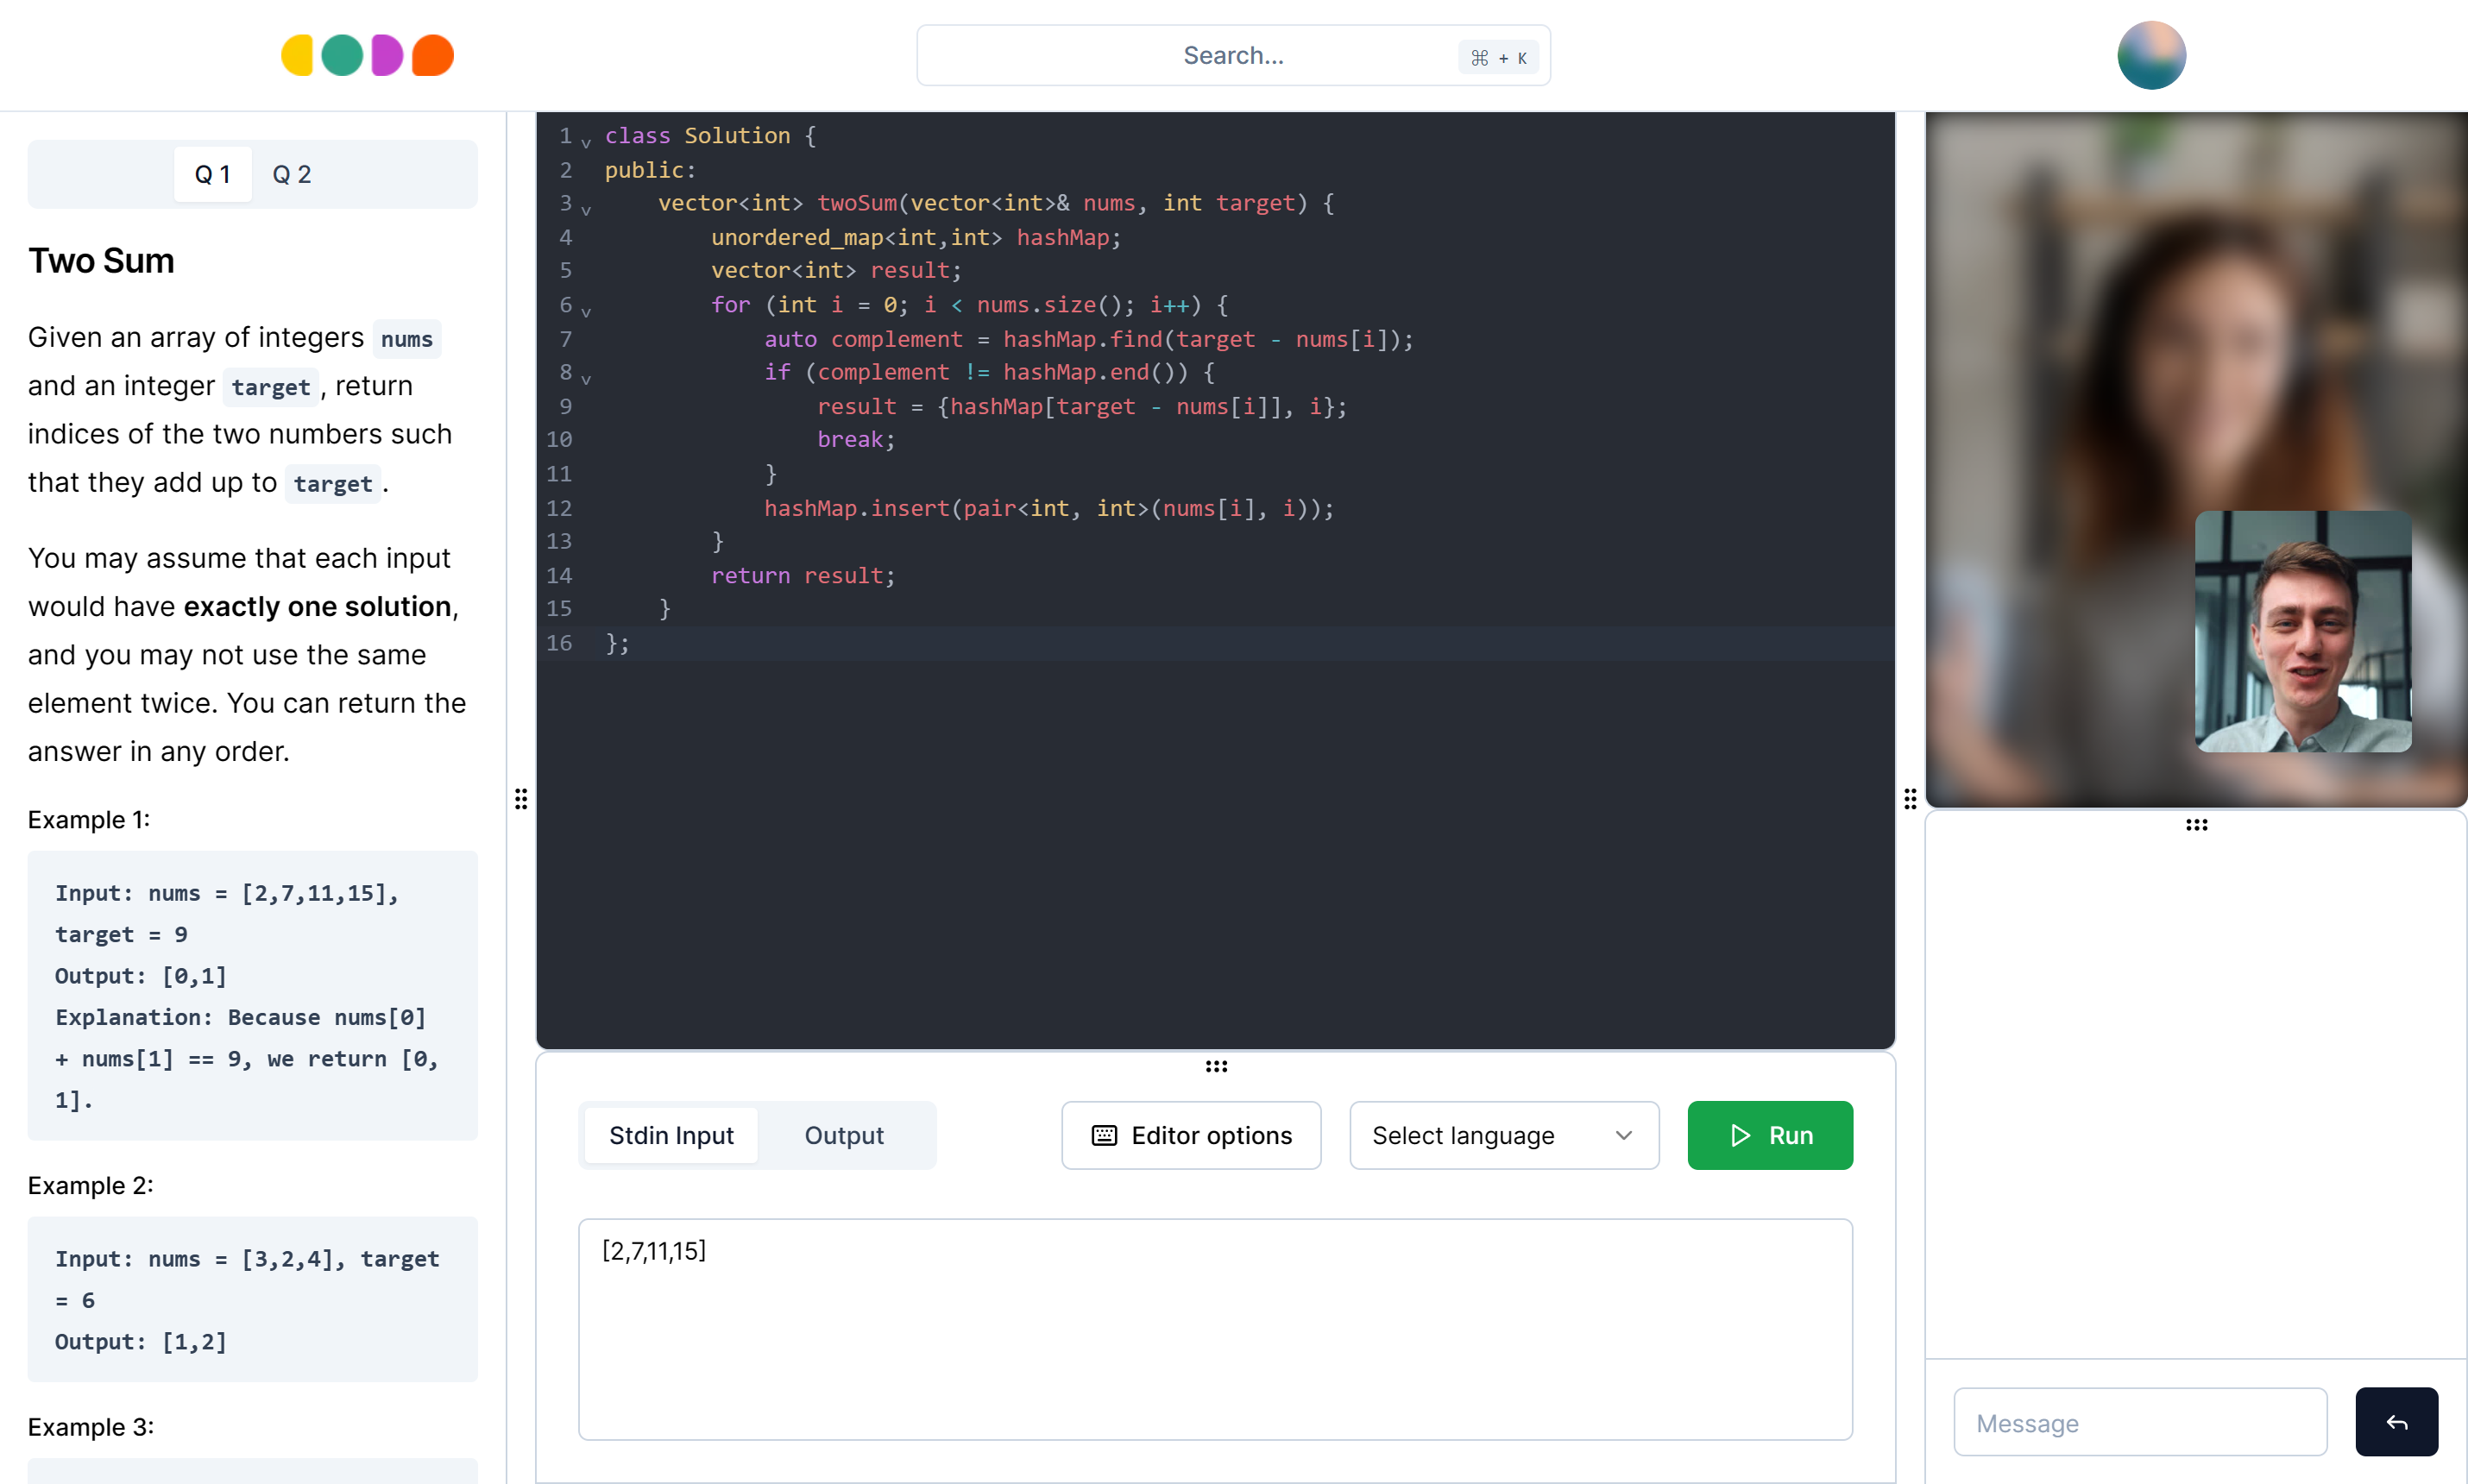 Search...
⌘ + K
Q 1
Q 2
Two Sum
Given an array of integers nums
and an integer target, return
indices of the two numbers such
that they add up to target.
You may assume that each input
would have exactly one solution,
and you may not use the same
element twice. You can return the
answer in any order.
Example 1:
Input: nums = [2,7,11,15],
target = 9
Output: [0,1]
Explanation: Because nums[0]
+ nums[1] == 9, we return [0,
1].
Example 2:
Input: nums = [3,2,4], target
= 6
Output: [1,2]
Example 3:
1 class Solution {
2 public:
3     vector<int> twoSum(vector<int>& nums, int target) {
4         unordered_map<int,int> hashMap;
5         vector<int> result;
6         for (int i = 0; i < nums.size(); i++) {
7             auto complement = hashMap.find(target - nums[i]);
8             if (complement != hashMap.end()) {
9                 result = {hashMap[target - nums[i]], i};
10                 break;
11             }
12             hashMap.insert(pair<int, int>(nums[i], i));
13         }
14         return result;
15     }
16 };
Stdin Input
Output
Editor options
Select language
Run
[2,7,11,15]
Message